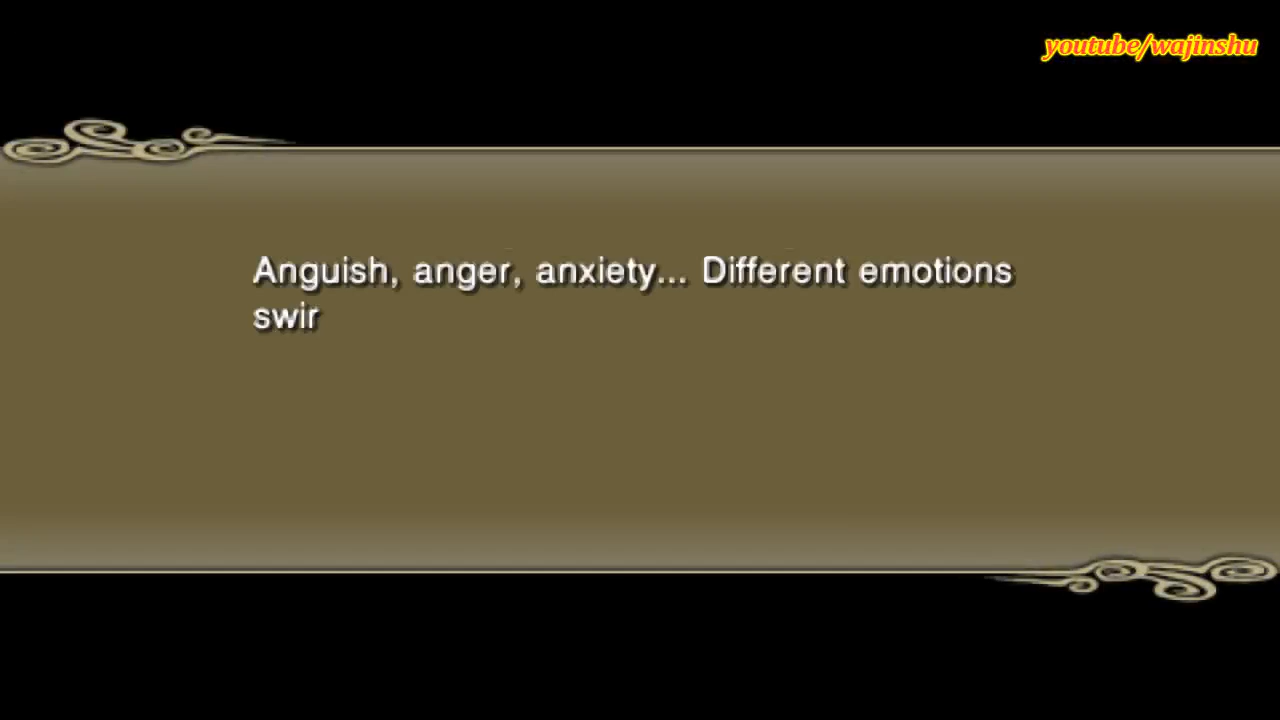 youtube/wajinshu
Anguish, anger, anxiety... Different emotions
swir